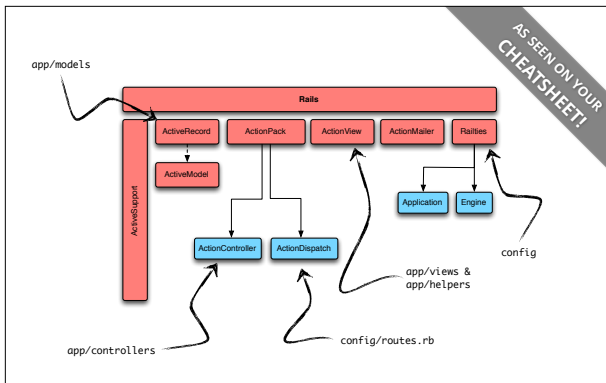 AS SEEN ON YOUR
CHEATSHEET!
app/models
Rails
ActiveRecord
ActionPack
ActionView
ActionMailer
Railties
ActiveSupport
ActiveModel
Application
Engine
ActionController
ActionDispatch
config
app/views &
app/helpers
config/routes.rb
app/controllers